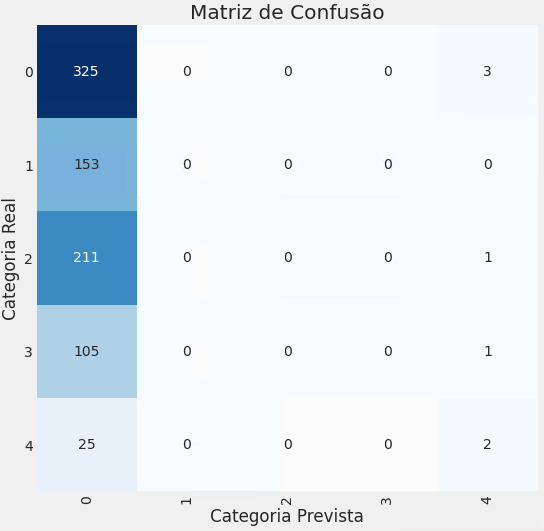 Matriz de Confusão
Categoria Real
0 325 0 0 0 3
1 153 0 0 0 0
2 211 0 0 0 1
3 105 0 0 0 1
4 25 0 0 0 2
0 1 2 3 4
Categoria Prevista